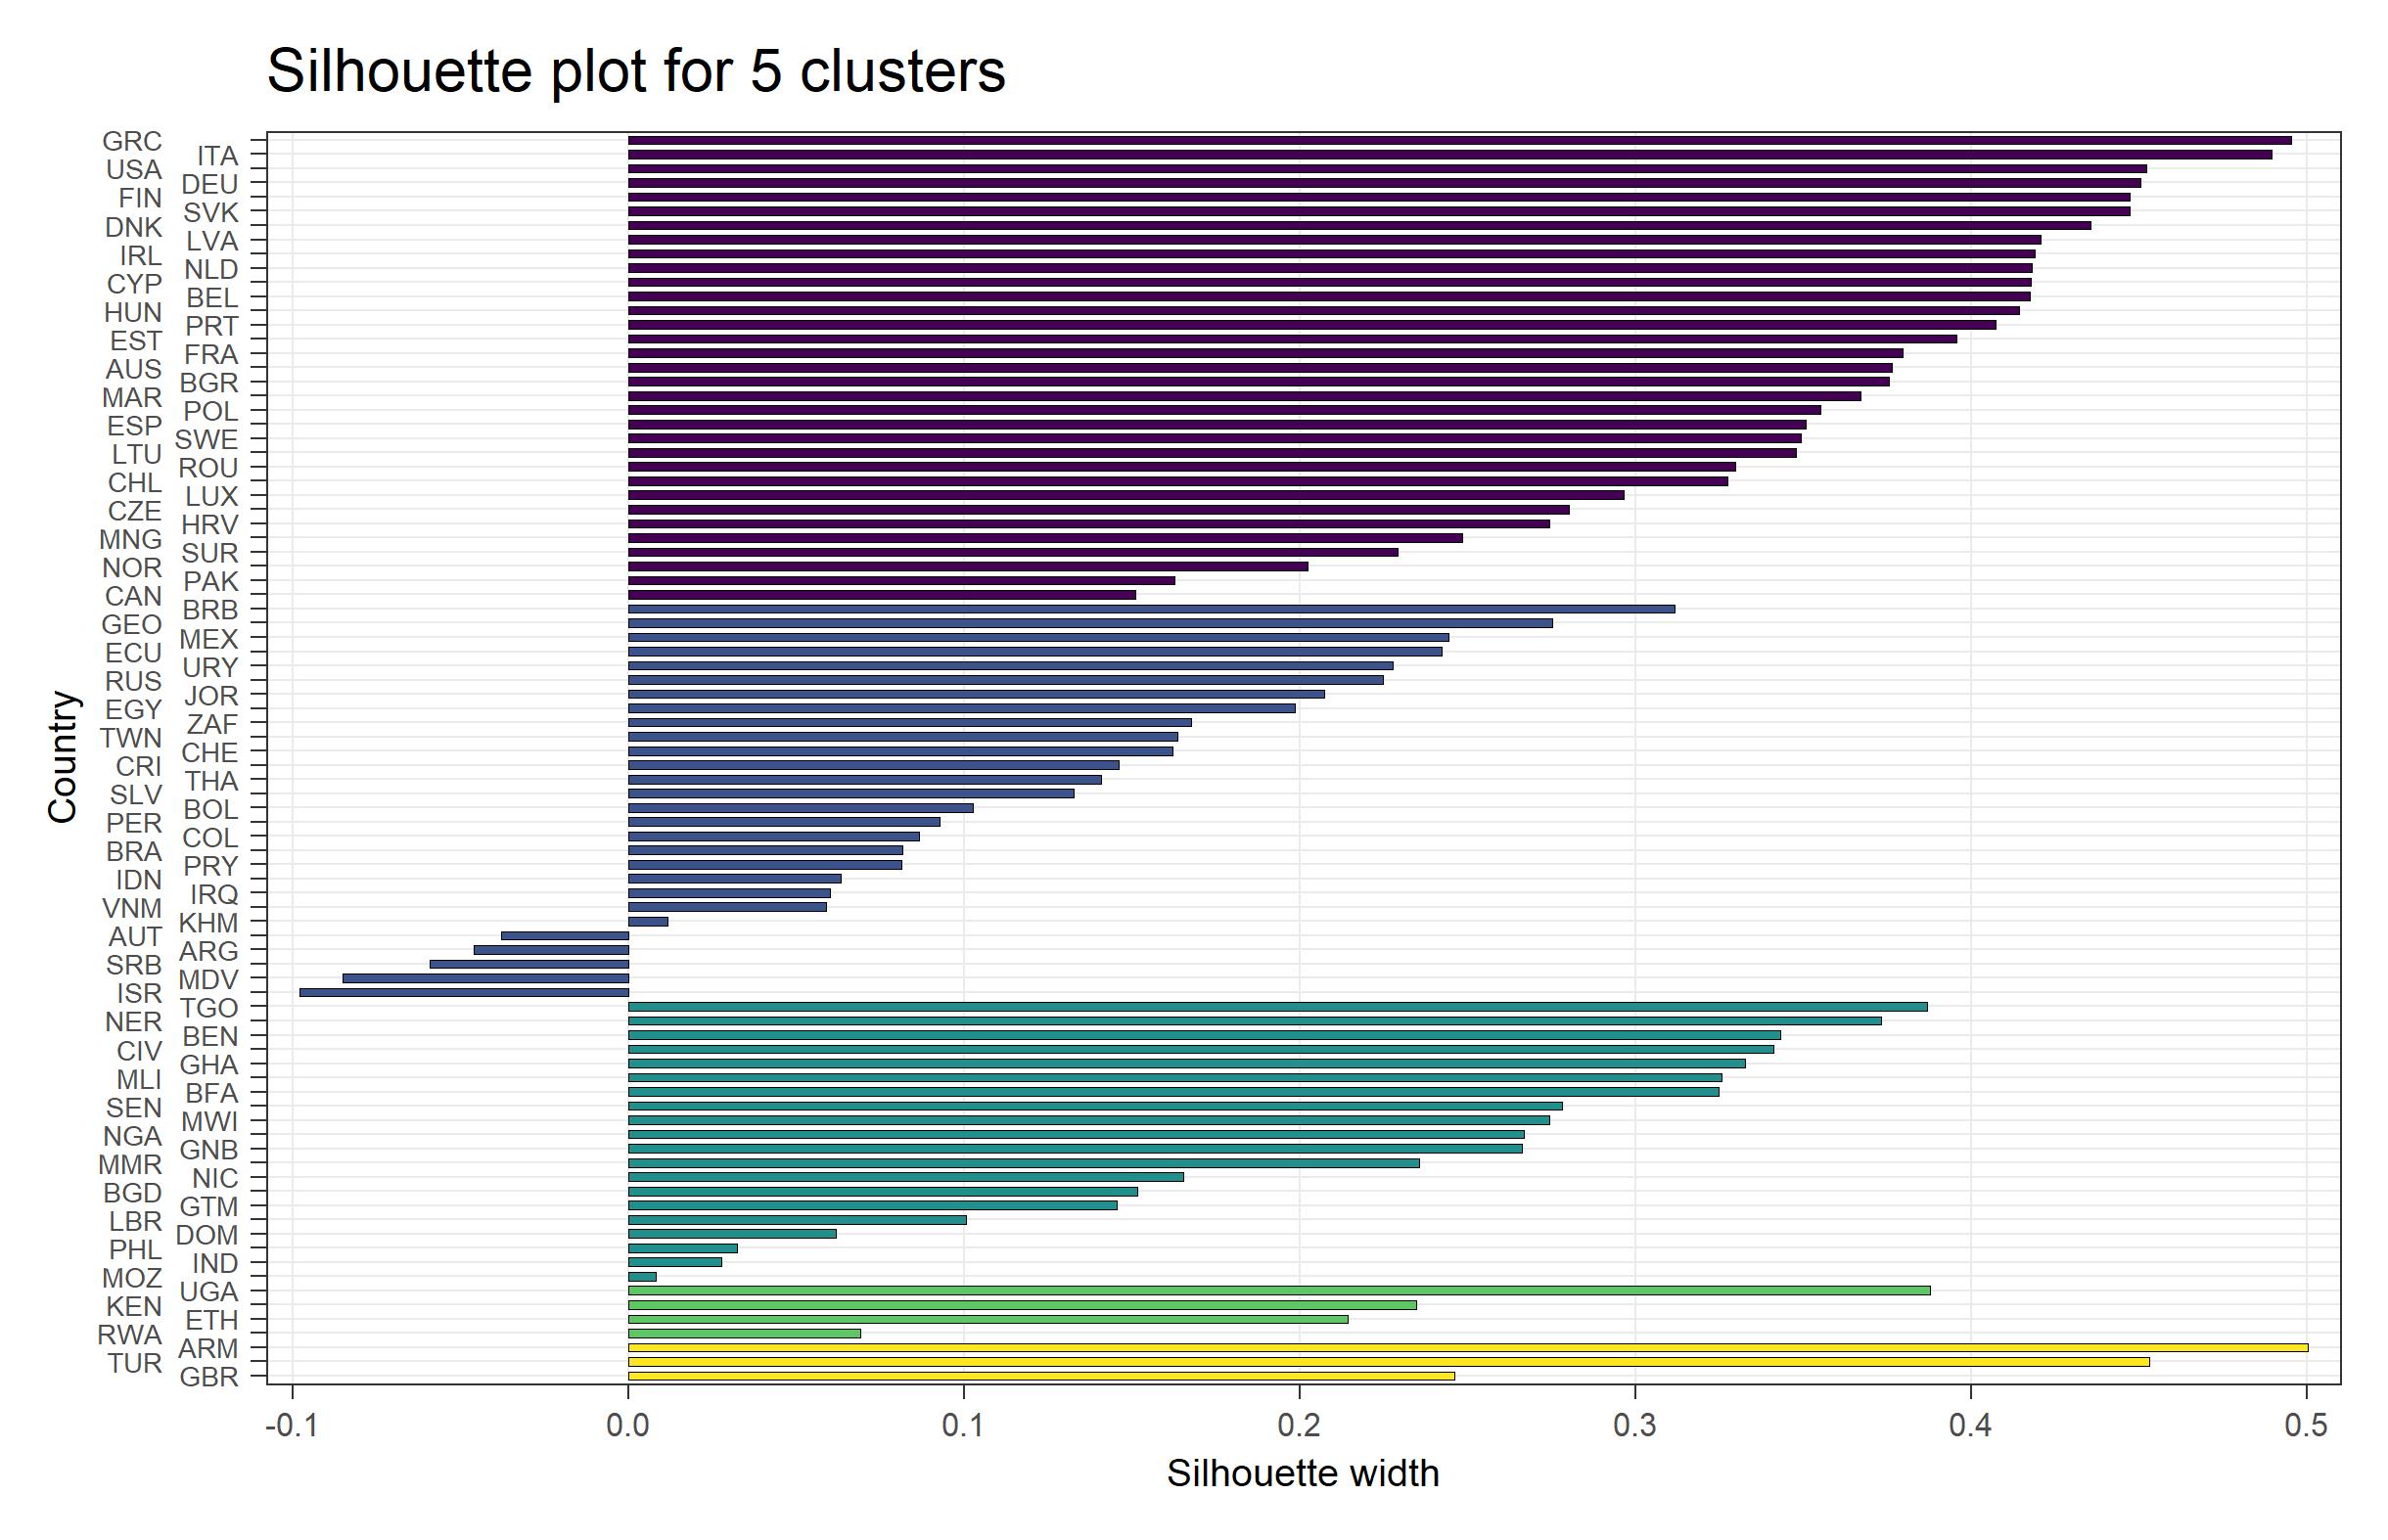 Silhouette plot for 5 clusters
Country
GRC
ITA
USA
DEU
FIN
SVK
DNK
LVA
IRL
NLD
CYP
BEL
HUN
PRT
EST
FRA
AUS
BGR
MAR
POL
ESP
SWE
LTU
ROU
CHL
LUX
CZE
HRV
MNG
SUR
NOR
PAK
CAN
BRB
GEO
MEX
ECU
URY
RUS
JOR
EGY
ZAF
TWN
CHE
CRI
THA
SLV
BOL
PER
COL
BRA
PRY
IDN
IRQ
VNM
KHM
AUT
ARG
SRB
MDV
ISR
TGO
NER
BEN
CIV
GHA
MLI
BFA
SEN
MWI
NGA
GNB
MMR
NIC
BGD
GTM
LBR
DOM
PHL
IND
MOZ
UGA
KEN
ETH
RWA
ARM
TUR
GBR
-0.1 0.0 0.1 0.2 0.3 0.4 0.5
Silhouette width